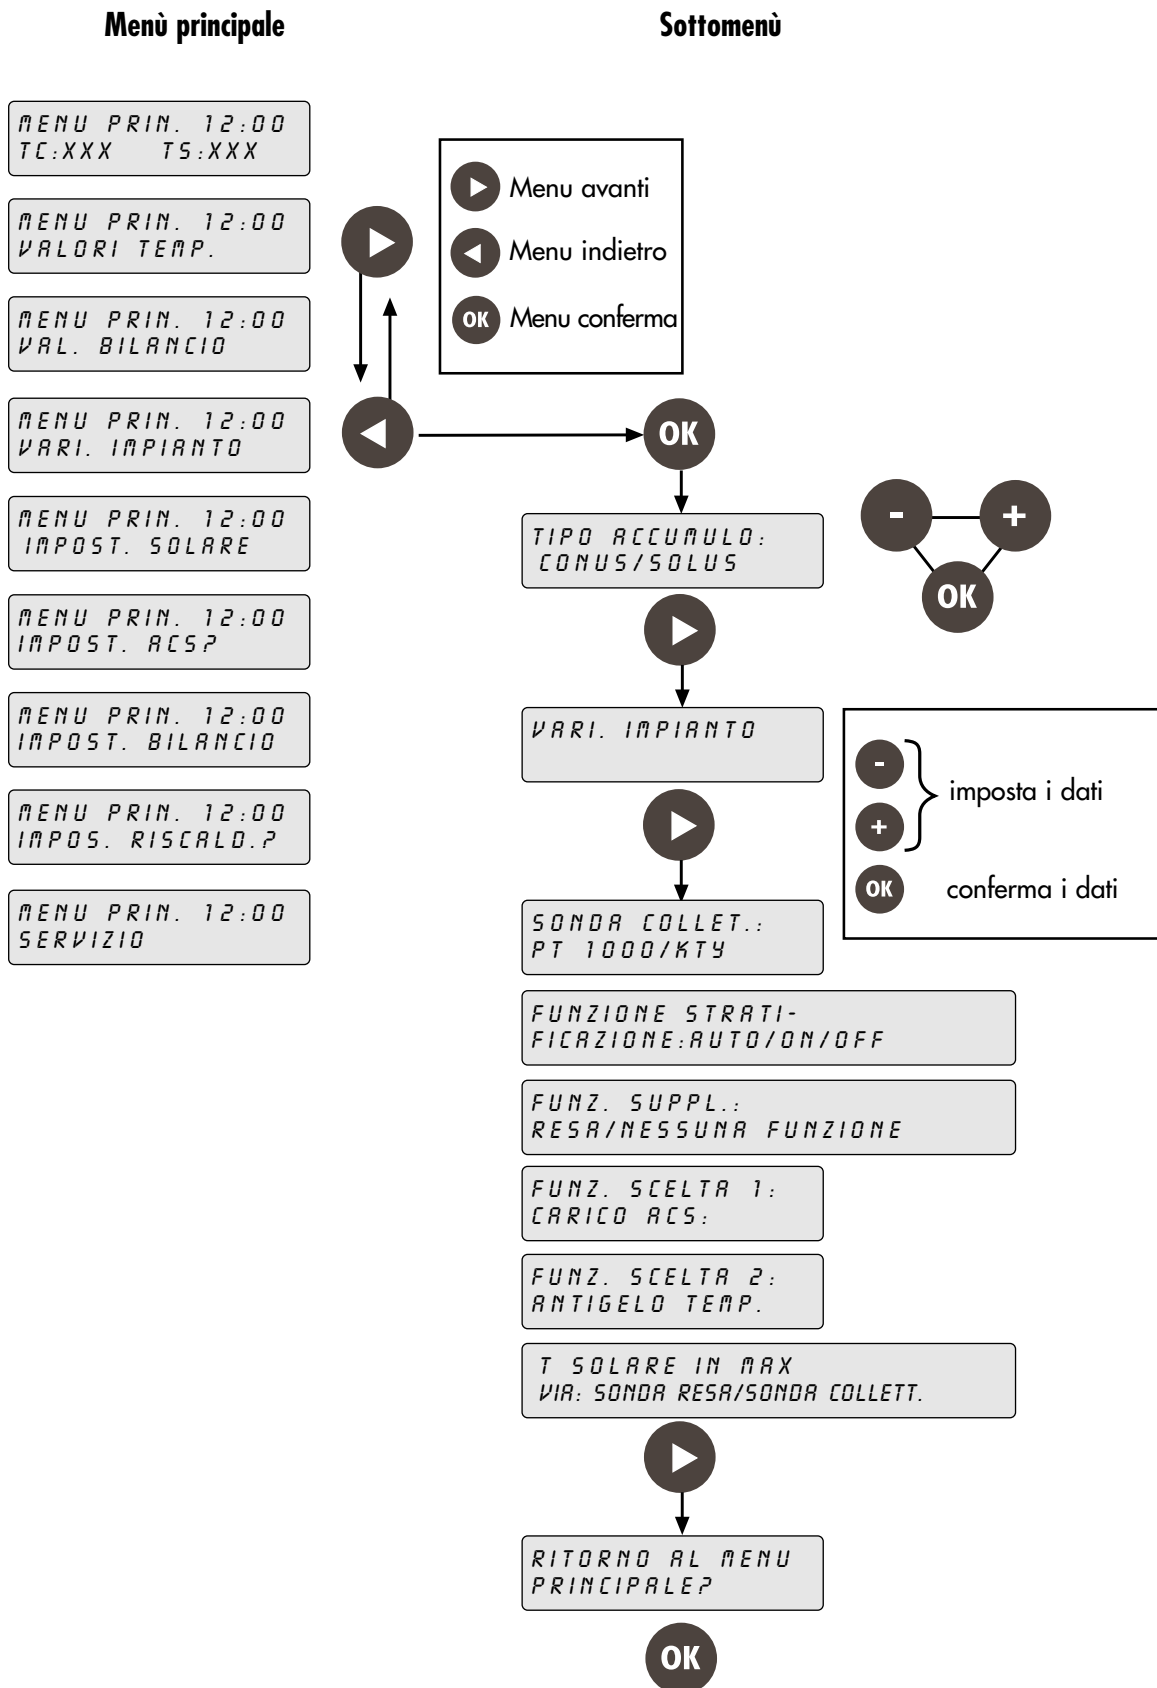 Menù principale
Sottomenù
MENU PRIN. 12:00
TC:XXX TS:XXX
MENU PRIN. 12:00
VALORI TEMP.
MENU PRIN. 12:00
VAL. BILANCIO
MENU PRIN. 12:00
VARI. IMPIANTO
MENU PRIN. 12:00
IMPOST. SOLARE
MENU PRIN. 12:00
IMPOST. ACS?
MENU PRIN. 12:00
IMPOST. BILANCIO
MENU PRIN. 12:00
IMPOS. RISCALD.?
MENU PRIN. 12:00
SERVIZIO
Menu avanti
Menu indietro
OK Menu conferma
OK
TIPO ACCUMULO:
CONUS/SOLUS
- +
OK
VARI. IMPIANTO
-
+
imposta i dati
OK conferma i dati
SONDA COLLET.:
PT 1000/KTY
FUNZIONE STRATI-
FICAZIONE:AUTO/ON/OFF
FUNZ. SUPPL.:
RESA/NESSUNA FUNZIONE
FUNZ. SCELTA 1:
CARICO ACS:
FUNZ. SCELTA 2:
ANTIGELO TEMP.
T SOLARE IN MAX
VIA: SONDA RESA/SONDA COLLETT.
RITORNO AL MENU
PRINCIPALE?
OK